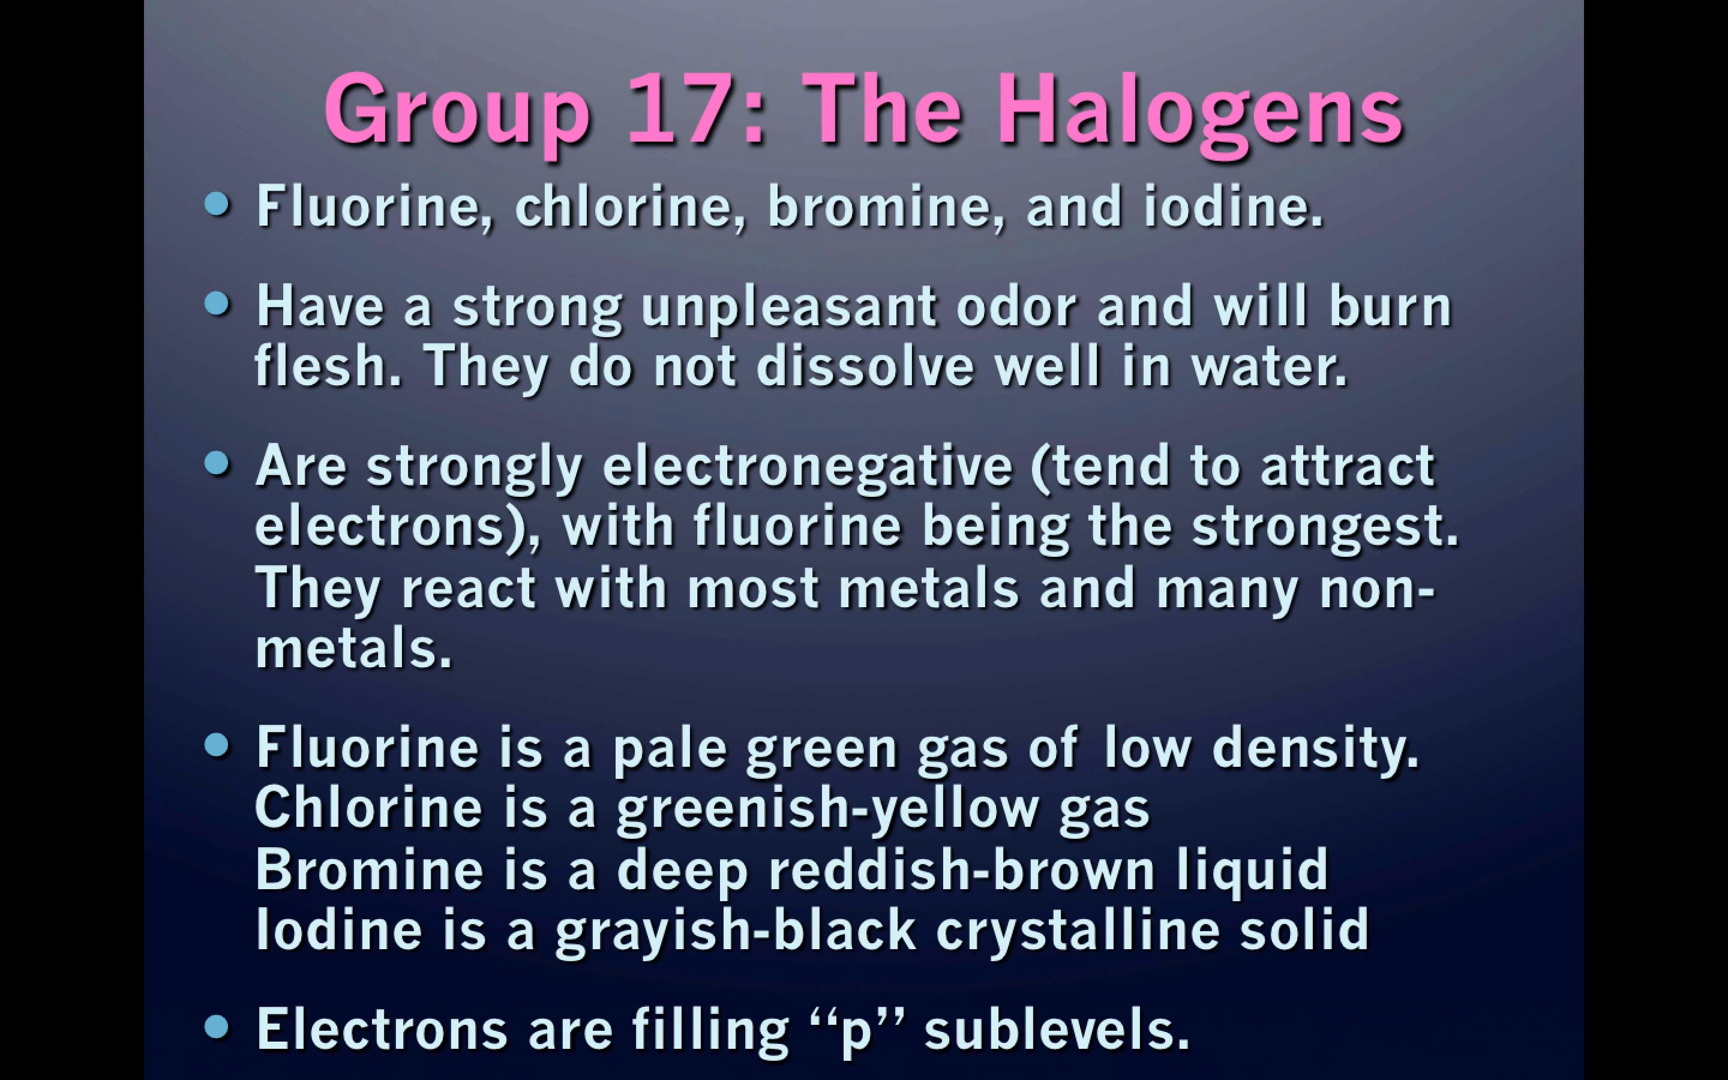 Group 17: The Halogens
• Fluorine, chlorine, bromine, and iodine.
• Have a strong unpleasant odor and will burn
flesh. They do not dissolve well in water.
• Are strongly electronegative (tend to attract
electrons), with fluorine being the strongest.
They react with most metals and many non-
metals.
• Fluorine is a pale green gas of low density.
Chlorine is a greenish-yellow gas
Bromine is a deep reddish-brown liquid
Iodine is a grayish-black crystalline solid
• Electrons are filling “p” sublevels.